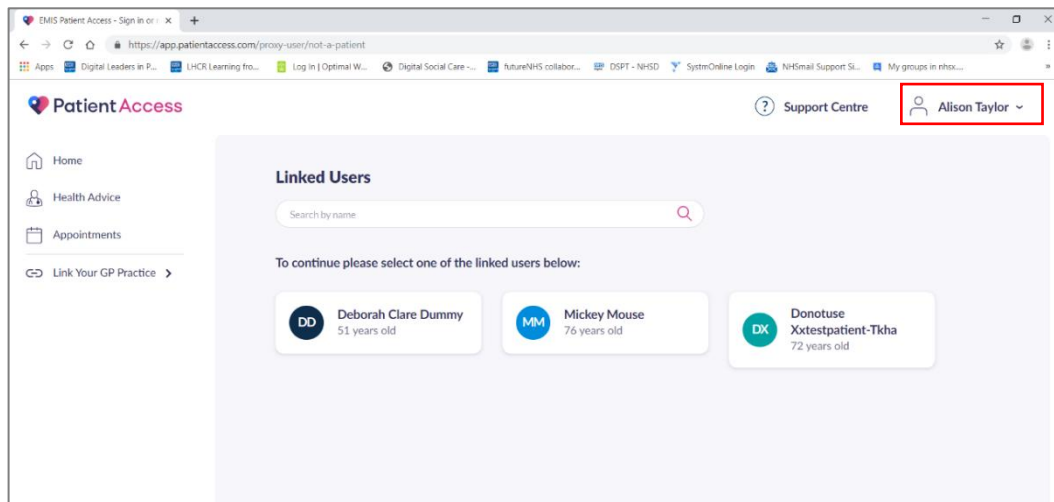 EMIS Patient Access - Sign in or r
https://app.patientaccess.com/proxy-user/not-a-patient
Apps Digital Leaders in P... LHCR Learning fro... Log In | Optimal W... Digital Social Care -... futureNHS collabor... DSPT - NHSD SystmOnline Login NHSmail Support Si... My groups in nhsx.... »
Patient Access
? Support Centre
Alison Taylor
Home
Health Advice
Appointments
Link Your GP Practice
Linked Users
Search by name
To continue please select one of the linked users below:
DD
Deborah Clare Dummy
51 years old
MM
Mickey Mouse
76 years old
DX
Donotuse
Xxtestpatient-Tkha
72 years old